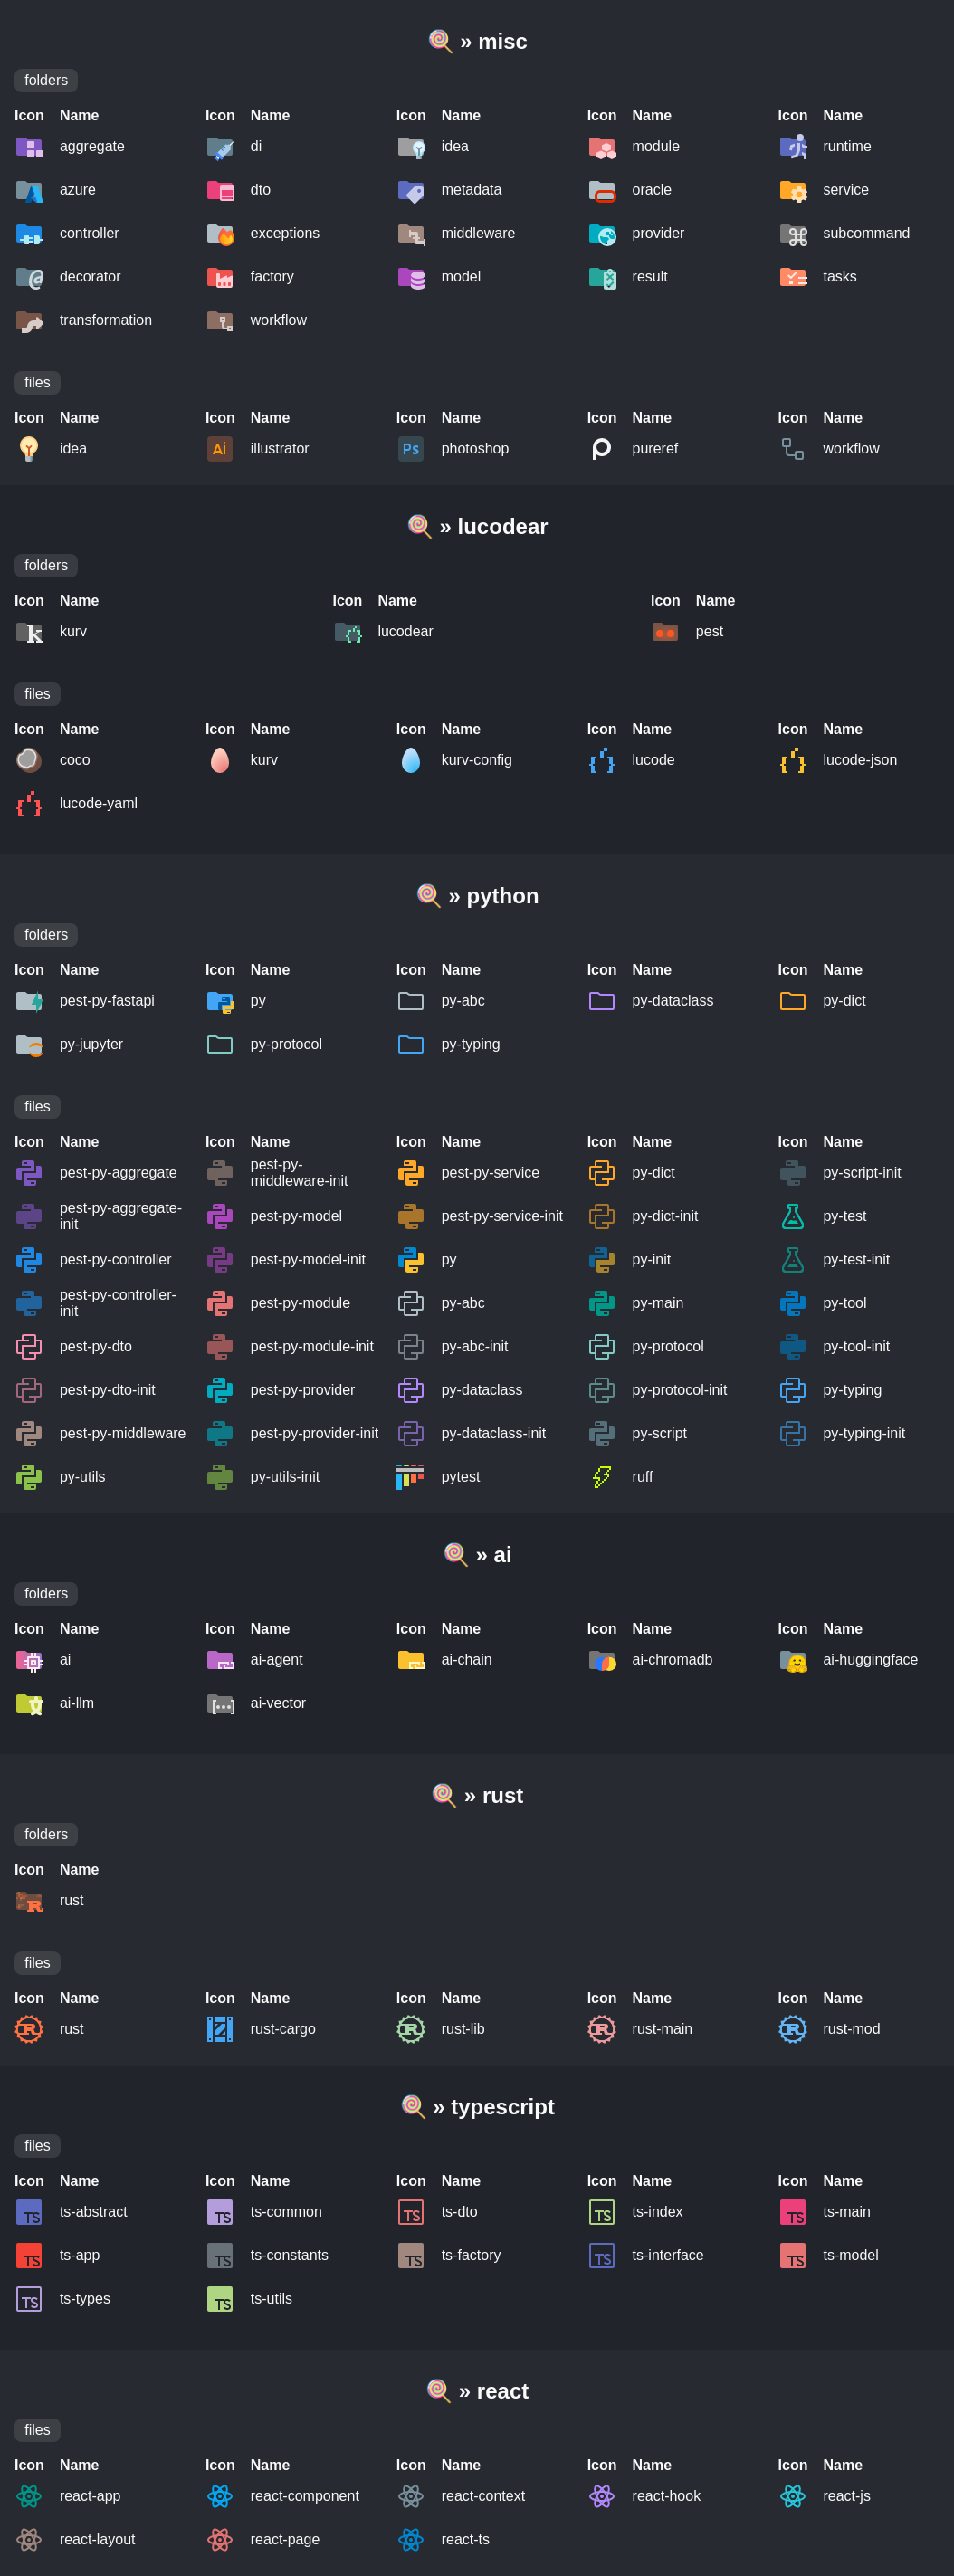 » misc
folders
Icon Name Icon Name Icon Name Icon Name Icon Name
aggregate di idea module runtime
azure dto metadata oracle service
controller exceptions middleware provider subcommand
decorator factory model result tasks
transformation workflow
files
Icon Name Icon Name Icon Name Icon Name Icon Name
idea illustrator photoshop pureref workflow
» lucodear
folders
Icon Name Icon Name Icon Name
kurv lucodear pest
files
Icon Name Icon Name Icon Name Icon Name Icon Name
coco kurv kurv-config lucode lucode-json
lucode-yaml
» python
folders
Icon Name Icon Name Icon Name Icon Name Icon Name
pest-py-fastapi py py-abc py-dataclass py-dict
py-jupyter py-protocol py-typing
files
Icon Name Icon Name Icon Name Icon Name Icon Name
pest-py-aggregate pest-py-middleware-init pest-py-service py-dict py-script-init
pest-py-aggregate-init pest-py-model pest-py-service-init py-dict-init py-test
pest-py-controller pest-py-model-init py py-init py-test-init
pest-py-controller-init pest-py-module py-abc py-main py-tool
pest-py-dto pest-py-module-init py-abc-init py-protocol py-tool-init
pest-py-dto-init pest-py-provider py-dataclass py-protocol-init py-typing
pest-py-middleware pest-py-provider-init py-dataclass-init py-script py-typing-init
py-utils py-utils-init pytest ruff
» ai
folders
Icon Name Icon Name Icon Name Icon Name Icon Name
ai ai-agent ai-chain ai-chromadb ai-huggingface
ai-llm ai-vector
» rust
folders
Icon Name
rust
files
Icon Name Icon Name Icon Name Icon Name Icon Name
rust rust-cargo rust-lib rust-main rust-mod
» typescript
files
Icon Name Icon Name Icon Name Icon Name Icon Name
ts-abstract ts-common ts-dto ts-index ts-main
ts-app ts-constants ts-factory ts-interface ts-model
ts-types ts-utils
» react
files
Icon Name Icon Name Icon Name Icon Name Icon Name
react-app react-component react-context react-hook react-js
react-layout react-page react-ts